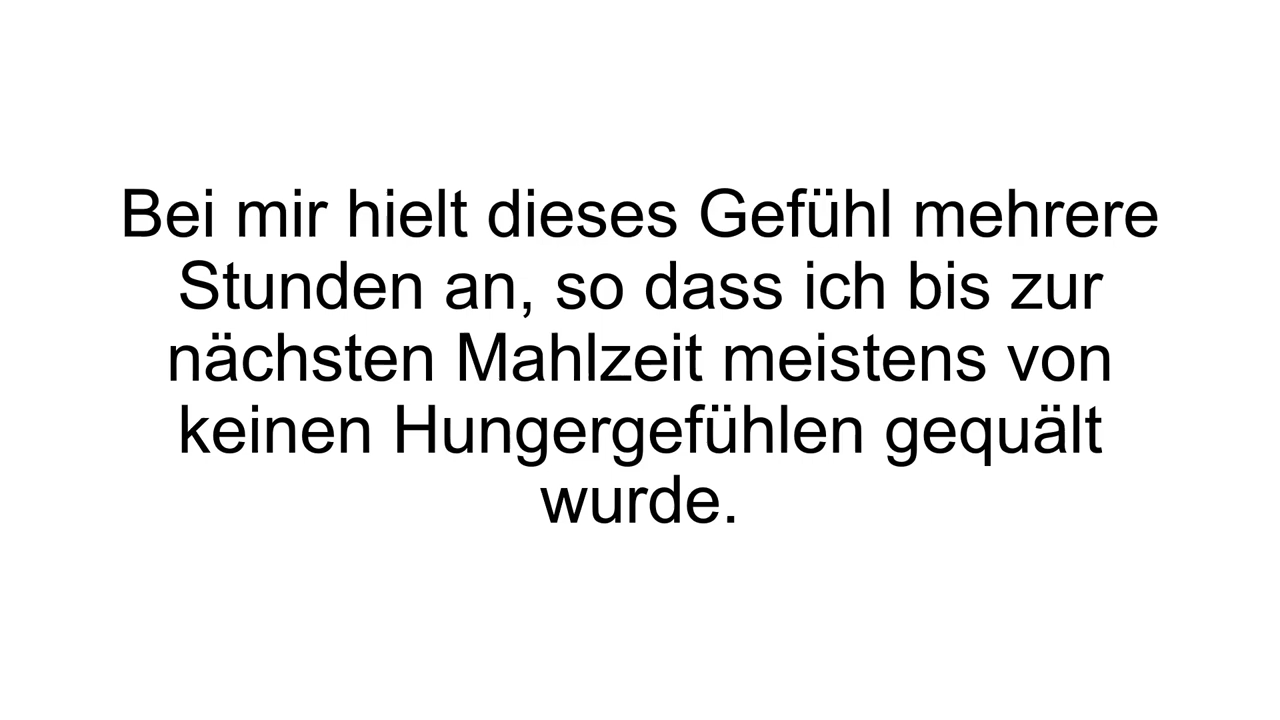 Bei mir hielt dieses Gefühl mehrere
Stunden an, so dass ich bis zur
nächsten Mahlzeit meistens von
keinen Hungergefühlen gequält
wurde.